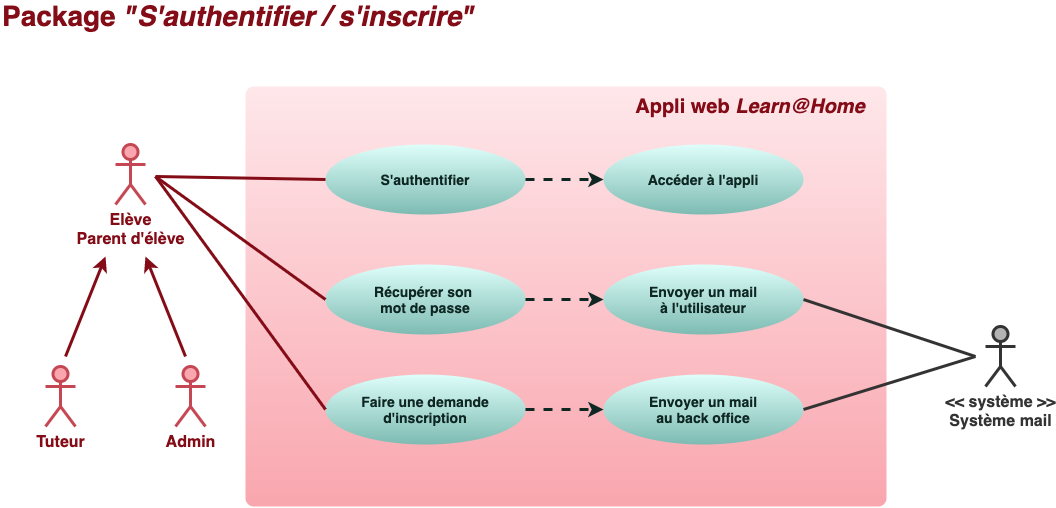 Package "S'authentifier / s'inscrire"
Appli web Learn@Home
S'authentifier
Accéder à l'appli
Elève
Parent d'élève
Récupérer son
mot de passe
Envoyer un mail
à l'utilisateur
Faire une demande
d'inscription
Envoyer un mail
au back office
<< système >>
Système mail
Tuteur
Admin